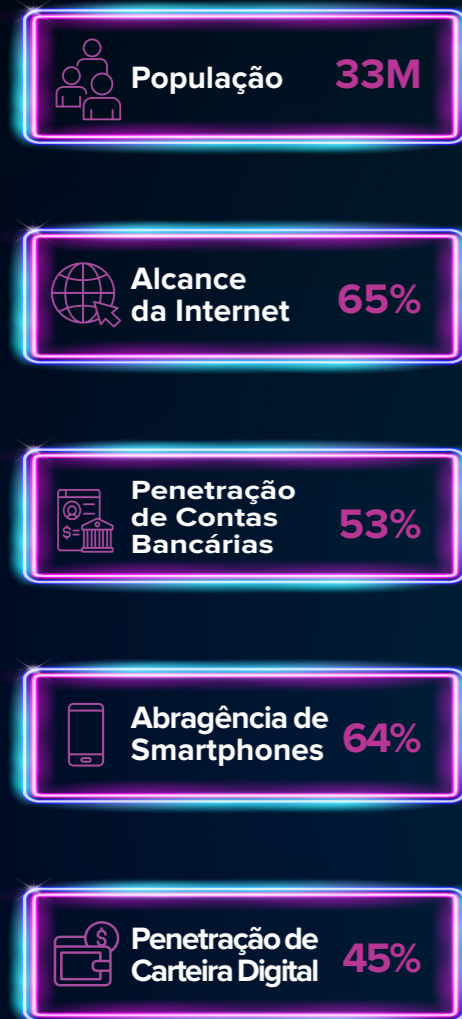 População 33M
Alcance
da Internet 65%
Penetração
de Contas
Bancárias 53%
Abragência de
Smartphones 64%
Penetração de
Carteira Digital 45%